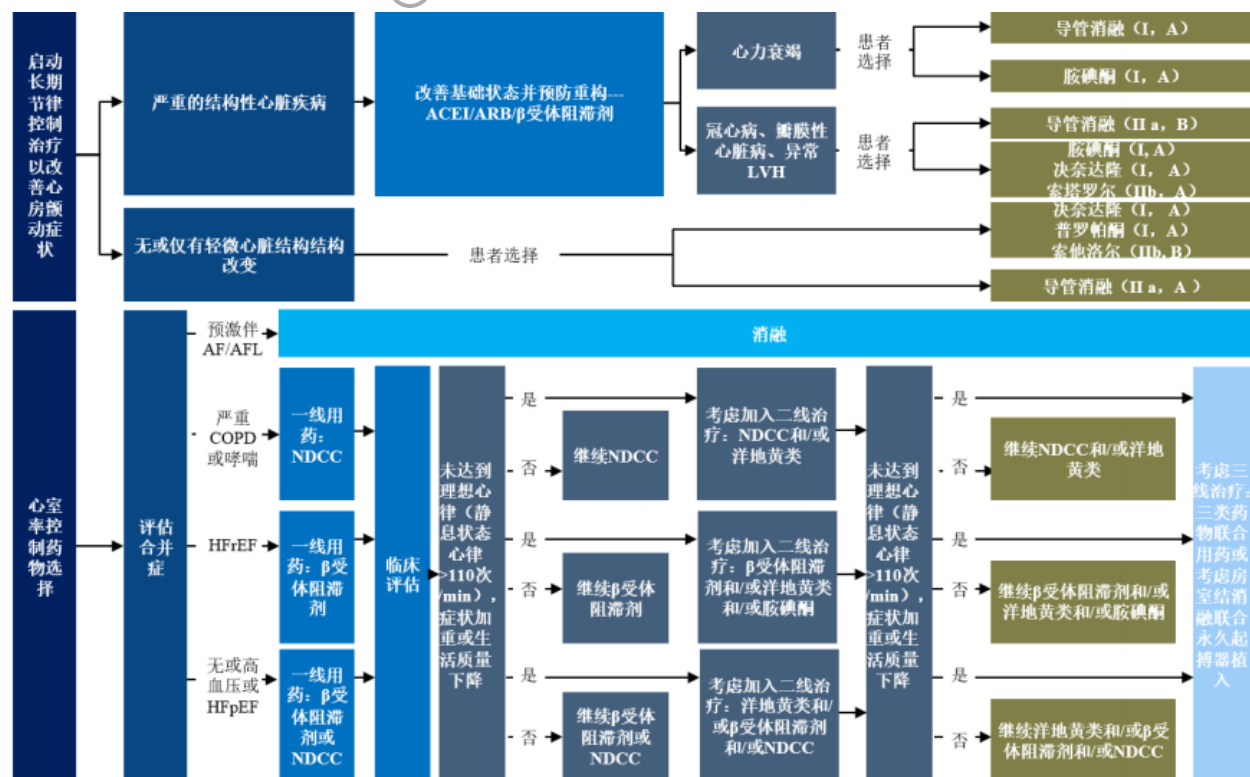 启动
长期
节律
控制
治疗
以改
善心
房颤
动症
状
严重的结构性心脏疾病
改善基础状态并预防重构---
ACEI/ARB/β受体阻滞剂
心力衰竭
患者
选择
导管消融（I，A）
胺碘酮（I，A）
冠心病、瓣膜性
心脏病、异常
LVH
患者
选择
导管消融（II a，B）
胺碘酮（I, A）
决奈达隆（I， A）
索塔罗尔（IIb，A）
无或仅有轻微心脏结构结构
改变
患者选择
决奈达隆（I， A）
普罗帕酮（I，A）
索他洛尔（IIb, B）
导管消融（II a，A ）
心室
率控
制药
物选
择
评估
合并
症
预激伴
AF/AFL
消融
严重
COPD
或哮喘
一线用
药：
NDCC
HFrEF
一线用
药：β受
体阻滞
剂
无或高
血压或
HFpEF
一线用
药：β受
体阻滞
剂或
NDCC
临床
评估
未达到
理想心
律（静
息状态
心律
>110次
/min），
症状加
重或生
活质量
下降
是
否
继续NDCC
考虑加入二线治
疗：NDCC和/或
洋地黄类
是
否
继续β受体
阻滞剂
考虑加入二线治
疗：β受体阻滞
剂和/或洋地黄类
和/或胺碘酮
是
否
继续β受体
阻滞剂或
NDCC
考虑加入二线治
疗：洋地黄类和/
或β受体阻滞剂
和/或NDCC
未达到
理想心
律（静
息状态
心律
>110次
/min），
症状加
重或生
活质量
下降
是
否
继续NDCC和/或洋地
黄类
是
否
继续β受体阻滞剂和/或
洋地黄类和/或胺碘酮
是
否
继续洋地黄类和/或β受
体阻滞剂和/或NDCC
考虑三
线治疗：
三类药
物联合
用药或
考虑房
室结消
融联合
永久起
搏器植
入